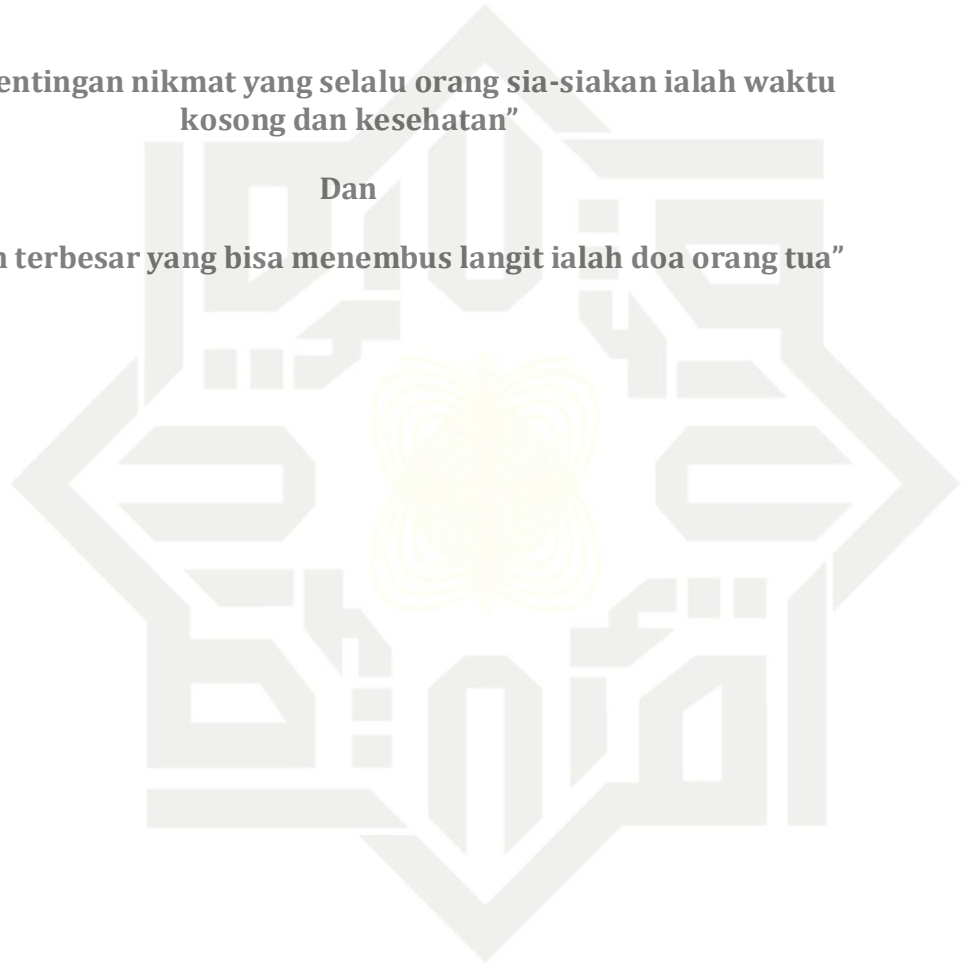 entingan nikmat yang selalu orang sia-siakan ialah waktu
kosong dan kesehatan”
Dan
terbesar yang bisa menembus langit ialah doa orang tua”